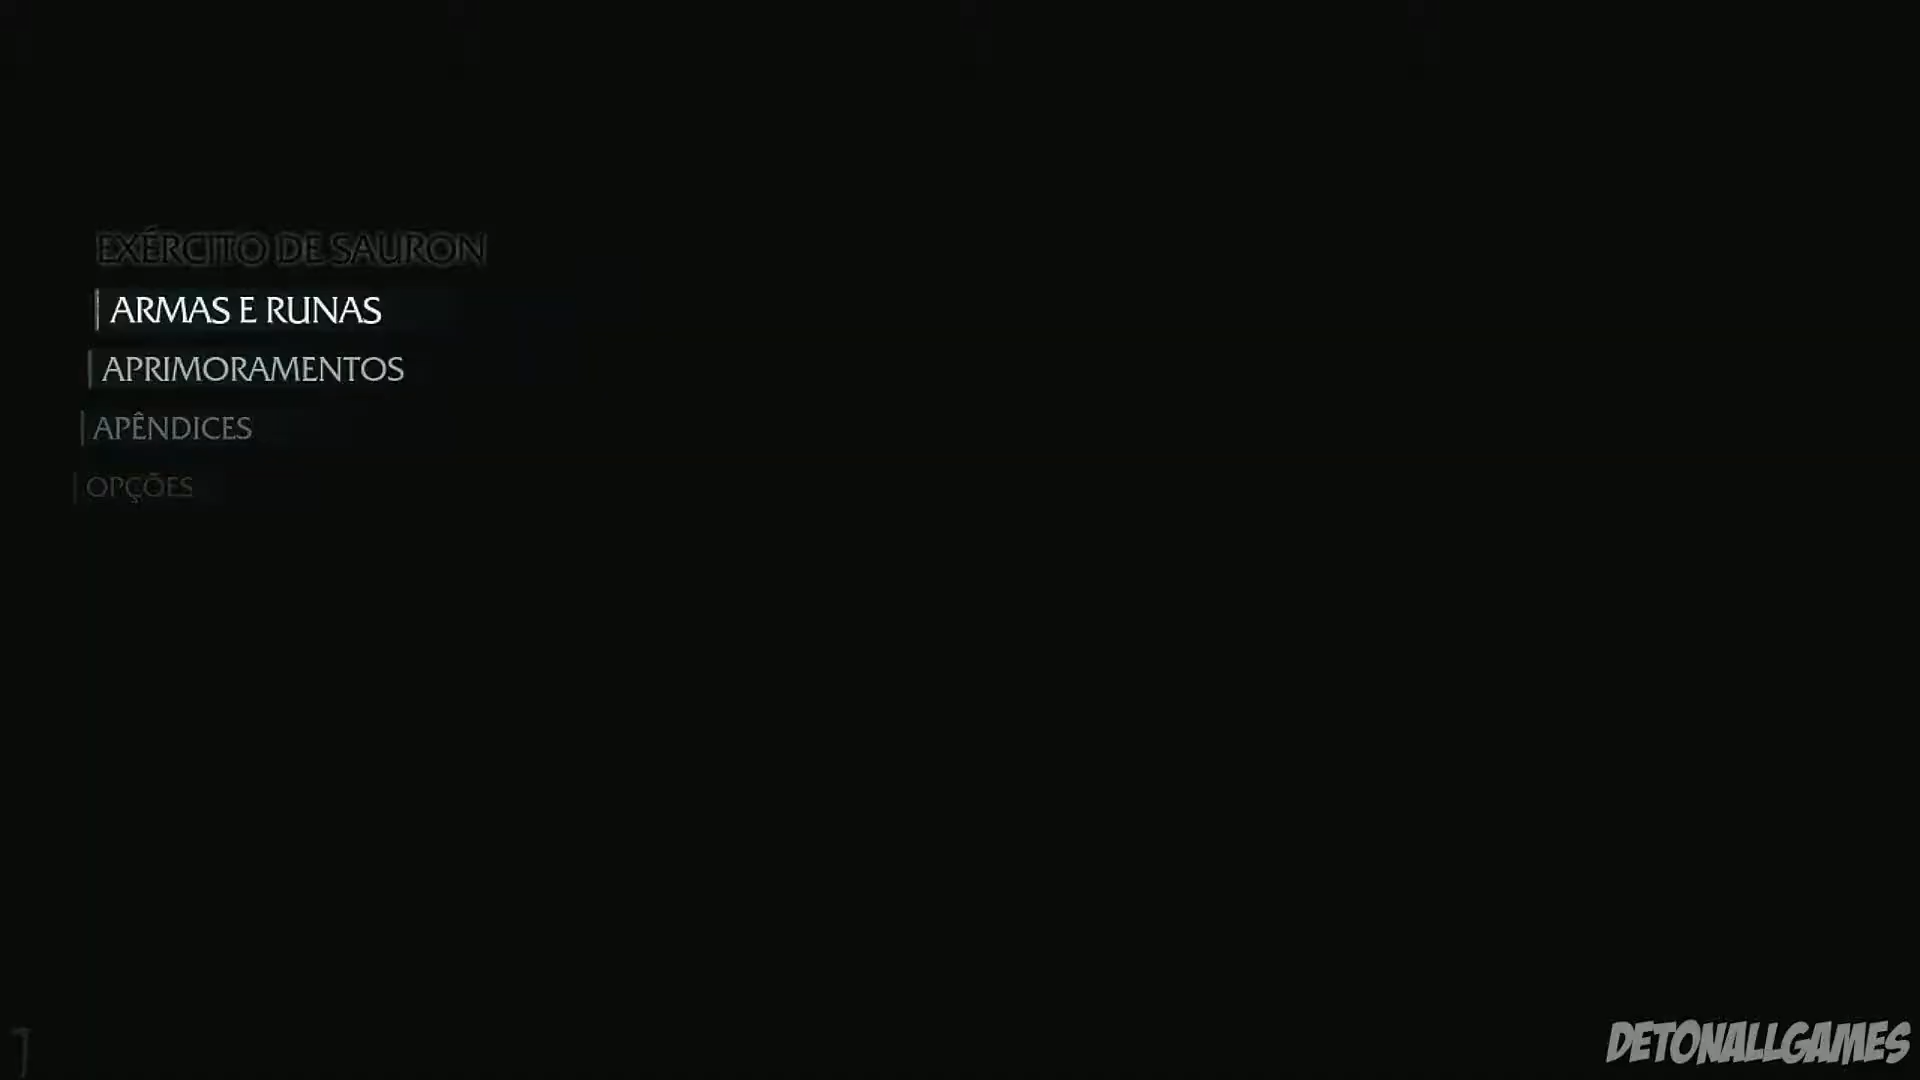 EXÉRCITO DE SAURON
ARMAS E RUNAS
APRIMORAMENTOS
APÊNDICES
OPÇÕES
DETONALLGAMES